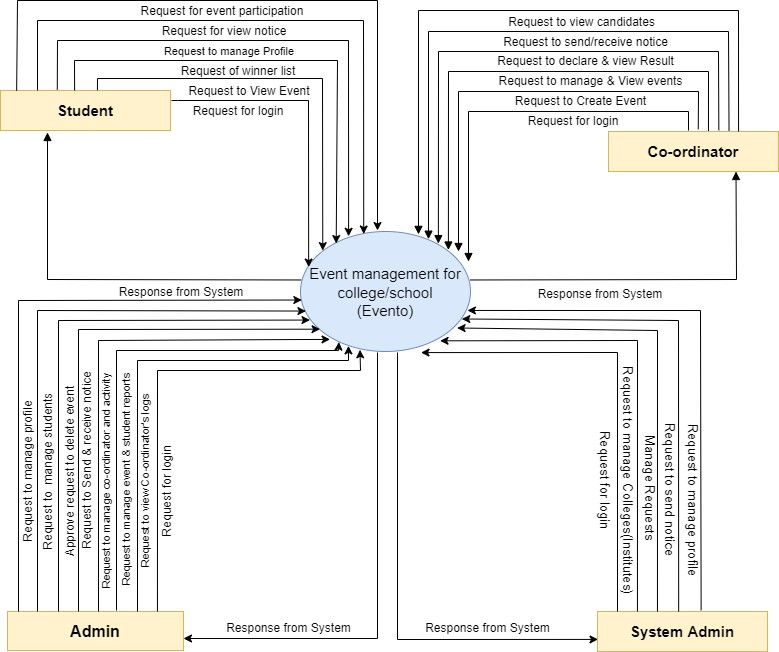 Request for event participation
Request for view notice
Request to manage Profile
Request of winner list
Request to View Event
Request for login
Student
Request to view candidates
Request to send/receive notice
Request to declare & view Result
Request to manage & View events
Request to Create Event
Request for login
Co-ordinator
Event management for
college/school
(Evento)
Response from System
Response from System
Request to manage profile
Request to manage students
Approve request to delete event
Request to Send & receive notice
Request to manage co-ordinator and activity
Request to manage event & student reports
Request to view Co-ordinator's logs
Request for login
Request for login
Request to manage Colleges(Institutes)
Manage Requests
Request to send notice
Request to manage profile
Admin
Response from System
Response from System
System Admin